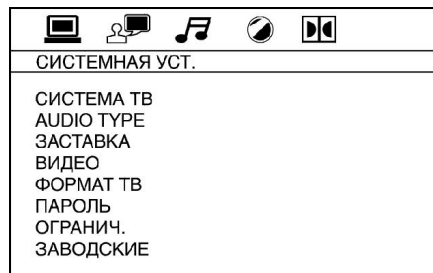 СИСТЕМНАЯ УСТ.
СИСТЕМА ТВ
AUDIO TYPE
ЗАСТАВКА
ВИДЕО
ФОРМАТ ТВ
ПАРОЛЬ
ОГРАНИЧ.
ЗАВОДСКИЕ